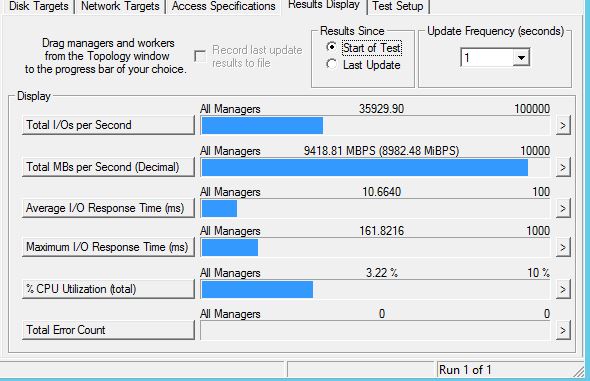 Disk Targets Network Targets Access Specifications Results Display Test Setup
Drag managers and workers
from the Topology window
to the progress bar of your choice.
Record last update
results to file
Results Since
Start of Test
Last Update
Update Frequency (seconds)
1
Display
All Managers 35929.90 100000
Total I/Os per Second >
All Managers 9418.81 MBPS (8982.48 MiBPS) 10000
Total MBs per Second (Decimal) >
All Managers 10.6640 100
Average I/O Response Time (ms) >
All Managers 161.8216 1000
Maximum I/O Response Time (ms) >
All Managers 3.22 % 10 %
% CPU Utilization (total) >
All Managers 0 0
Total Error Count >
Run 1 of 1